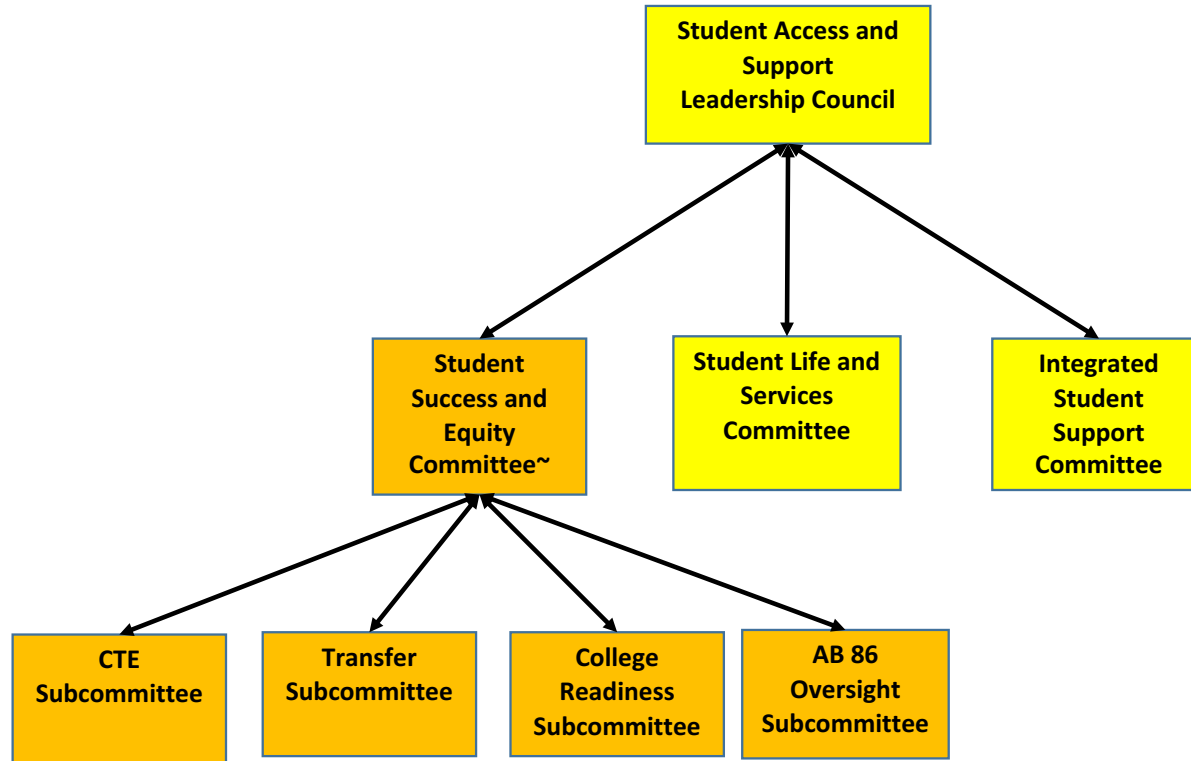 Student Access and
Support
Leadership Council
Student
Success and
Equity
Committee~
Student Life and
Services
Committee
Integrated
Student
Support
Committee
CTE
Subcommittee
Transfer
Subcommittee
College
Readiness
Subcommittee
AB 86
Oversight
Subcommittee